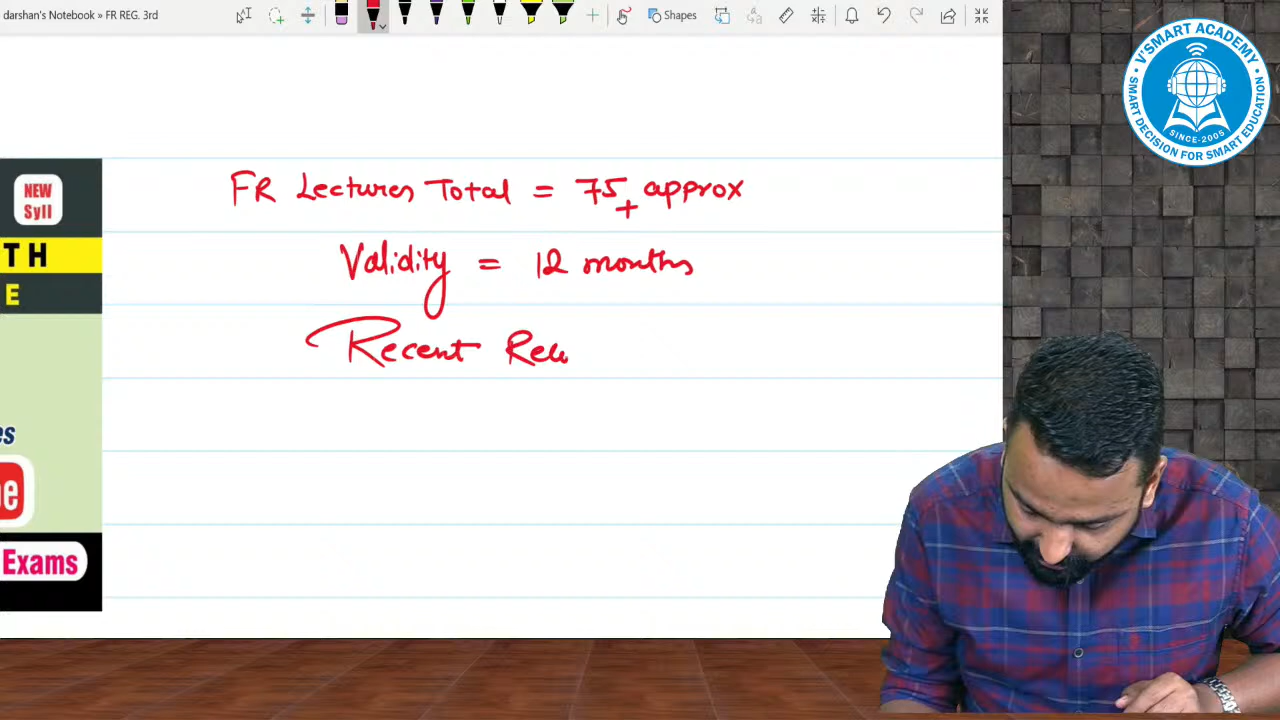 darshan's Notebook » FR REG. 3rd
Shapes
V'SMART ACADEMY
SMART DECISION FOR SMART EDUCATION
SINCE-2005
NEW
Syll
TH
E
FR Lectures Total = 75+ approx
Validity = 12 months
Recent
es
be
Exams